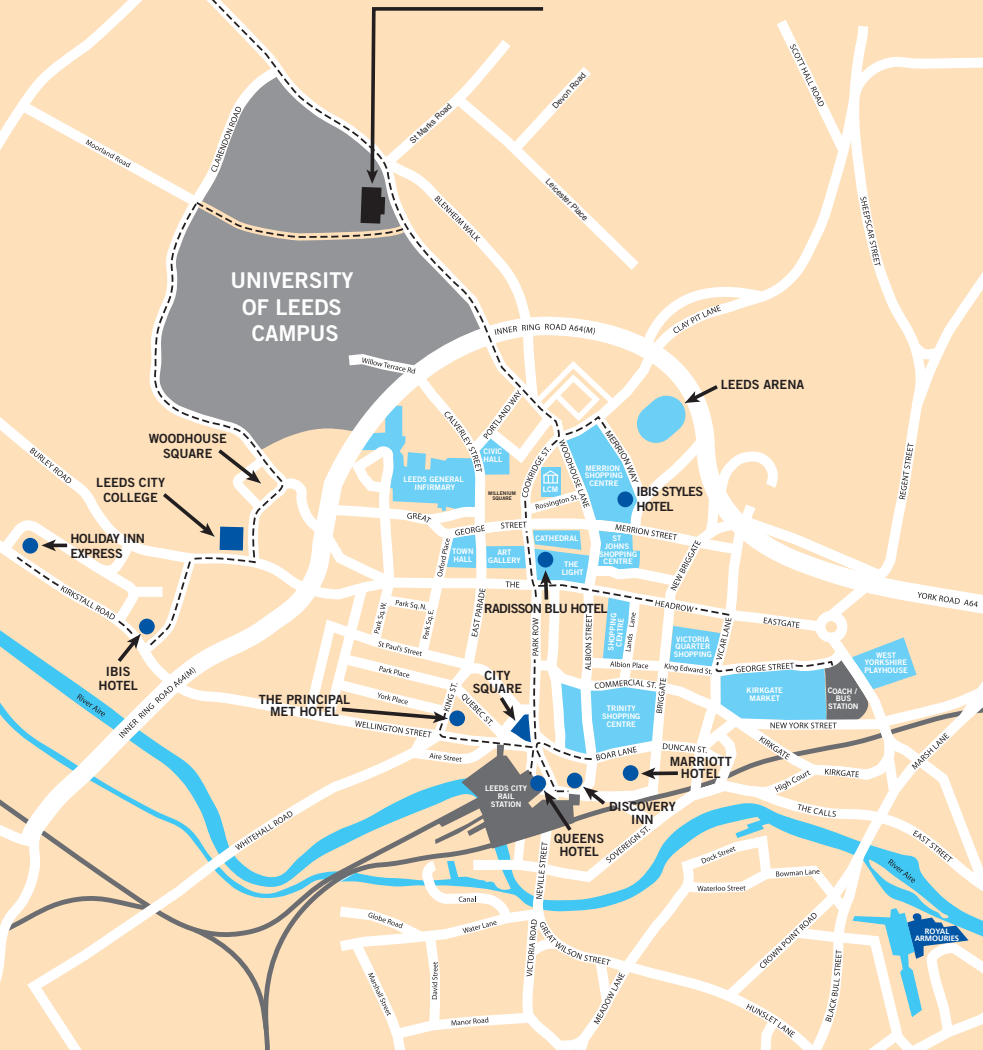 SCOTT HALL ROAD
Devon Road
St Marks Road
CLARENDON ROAD
Moorland Road
Leicester Place
BLENHEIM WALK
SHEEPSCAR STREET
UNIVERSITY
OF LEEDS
CAMPUS
CLAY PIT LANE
INNER RING ROAD A64(M)
Willow Terrace Rd
LEEDS ARENA
PORTLAND WAY
CALVERLEY STREET
WOODHOUSE
SQUARE
BURLEY ROAD
MERRION WAY
CIVIC
HALL
COOKRIDGE ST.
WOODHOUSE LANE
MERRION
SHOPPING
CENTRE
REGENT STREET
LEEDS CITY
COLLEGE
LEEDS GENERAL
INFIRMARY
LCM
MILLENIUM
SQUARE
Rossington St.
IBIS STYLES
HOTEL
GREAT
GEORGE
STREET
MERRION STREET
HOLIDAY INN
EXPRESS
Oxford Place
TOWN
HALL
ART
GALLERY
CATHEDRAL
THE
LIGHT
ST
JOHNS
SHOPPING
CENTRE
NEW BRIGGATE
YORK ROAD A64
KIRKSTALL ROAD
THE
HEADROW
EASTGATE
RADISSON BLU HOTEL
Park Sq.W.
Park Sq.N.
Park Sq.E.
EAST PARADE
PARK ROW
ALBION STREET
SHOPPING
CENTRE
Lands Lane
VICTORIA
QUARTER
SHOPPING
VICAR LANE
St Paul's Street
Albion Place
King Edward St.
GEORGE STREET
WEST
YORKSHIRE
PLAYHOUSE
IBIS
HOTEL
Park Place
CITY
SQUARE
COMMERCIAL ST.
BRIGGATE
KIRKGATE
MARKET
COACH /
BUS
STATION
River Aire
INNER RING ROAD A64(M)
THE PRINCIPAL
MET HOTEL
York Place
KING ST.
QUEBEC ST.
TRINITY
SHOPPING
CENTRE
NEW YORK STREET
WELLINGTON STREET
Aire Street
BOAR LANE
DUNCAN ST.
KIRKGATE
MARSH LANE
MARRIOTT
HOTEL
High Court
KIRKGATE
LEEDS CITY
RAIL
STATION
DISCOVERY
INN
THE CALLS
WHITEHALL ROAD
QUEENS
HOTEL
SOVEREIGN ST.
EAST STREET
Dock Street
NEVILLE STREET
River Aire
Bowman Lane
Waterloo Street
Canal
Globe Road
Water Lane
VICTORIA ROAD
GREAT WILSON STREET
CROWN POINT ROAD
ROYAL
ARMOURIES
Marshall Street
David Street
MEADOW LANE
BLACK BULL STREET
Manor Road
HUNSLET LANE